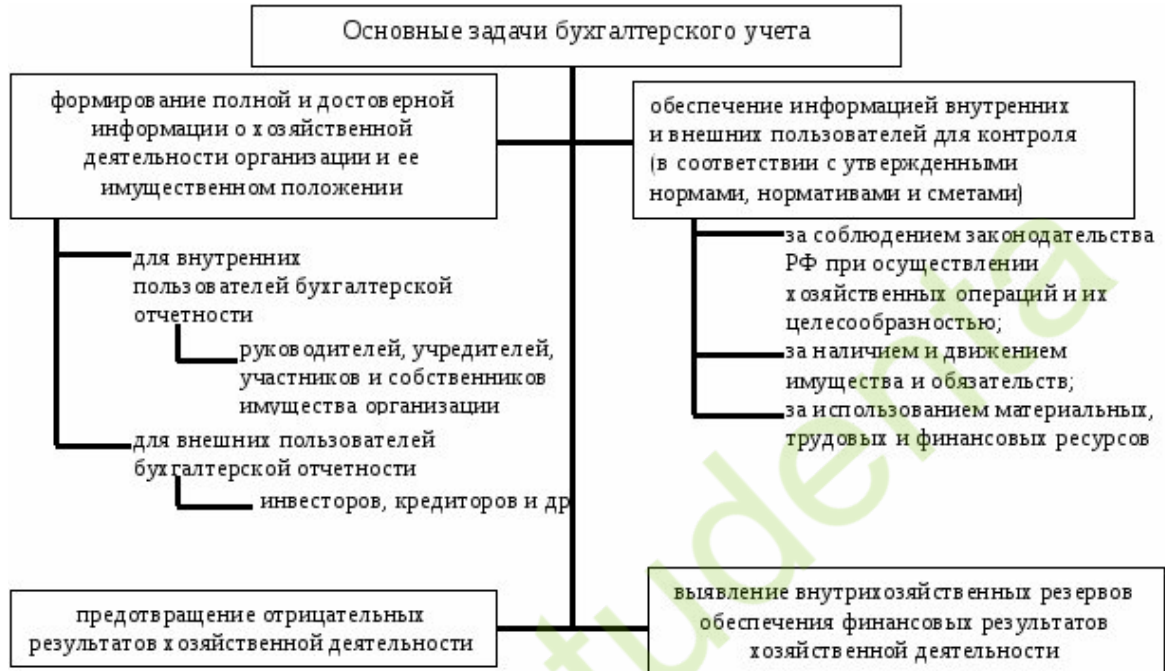 Основные задачи бухгалтерского учета
формирование полной и достоверной
информации о хозяйственной
деятельности организации и ее
имущественном положении
для внутренних
пользователей бухгалтерской
отчетности
руководителей, учредителей,
участников и собственников
имущества организации
для внешних пользователей
бухгалтерской отчетности
инвесторов, кредиторов и др
обеспечение информацией внутренних
и внешних пользователей для контроля
(в соответствии с утвержденными
нормами, нормативами и сметами)
за соблюдением законодательства
РФ при осуществлении
хозяйственных операций и их
целесообразностью;
за наличием и движением
имущества и обязательств;
за использованием материальных,
трудовых и финансовых ресурсов
предотвращение отрицательных
результатов хозяйственной деятельности
выявление внутрихозяйственных резервов
обеспечения финансовых результатов
хозяйственной деятельности